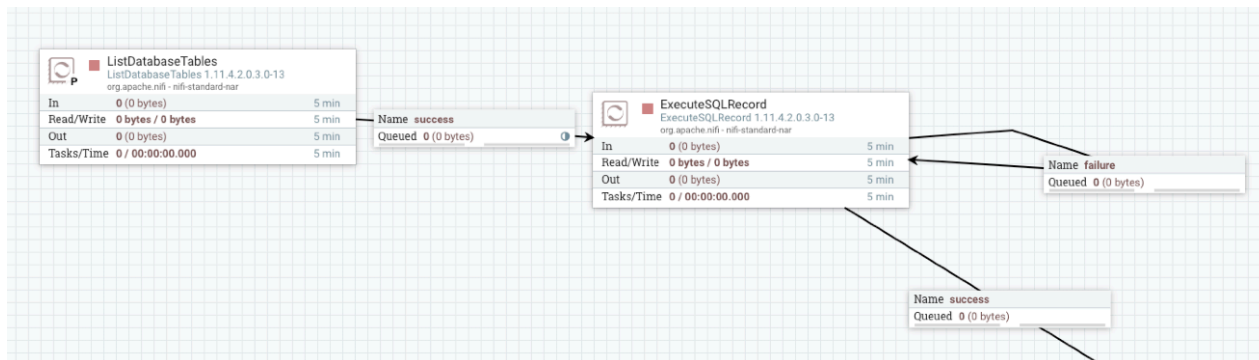 ListDatabaseTables
ListDatabaseTables 1.11.4.2.0.3.0-13
org.apache.nifi - nifi-standard-nar
P
In 0 (0 bytes) 5 min
Read/Write 0 bytes / 0 bytes 5 min
Out 0 (0 bytes) 5 min
Tasks/Time 0 / 00:00:00.000 5 min
Name success
Queued 0 (0 bytes)
ExecuteSQLRecord
ExecuteSQLRecord 1.11.4.2.0.3.0-13
org.apache.nifi - nifi-standard-nar
In 0 (0 bytes) 5 min
Read/Write 0 bytes / 0 bytes 5 min
Out 0 (0 bytes) 5 min
Tasks/Time 0 / 00:00:00.000 5 min
Name failure
Queued 0 (0 bytes)
Name success
Queued 0 (0 bytes)